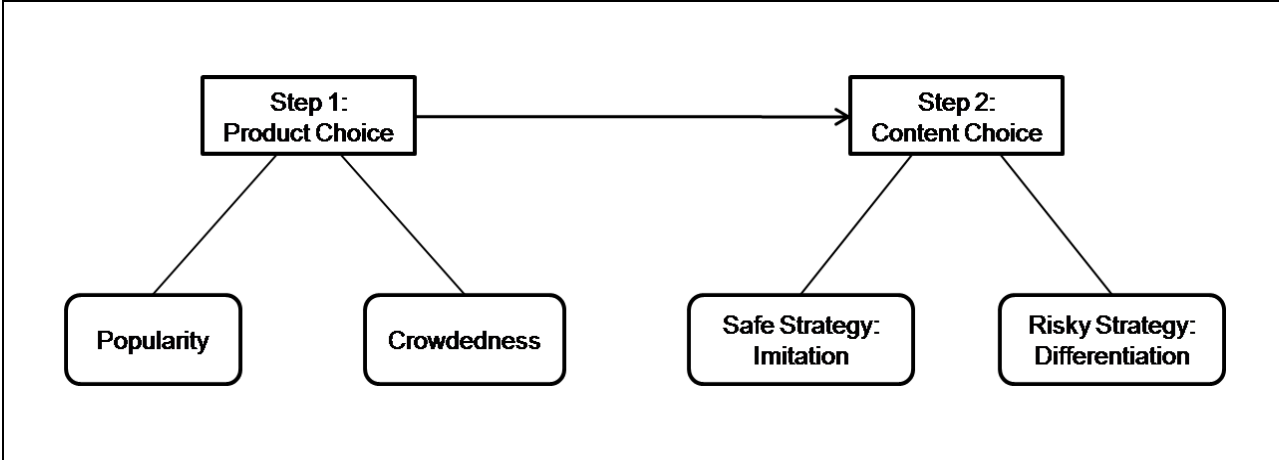 Step 1:
Product Choice
Step 2:
Content Choice
Popularity
Crowdedness
Safe Strategy:
Imitation
Risky Strategy:
Differentiation